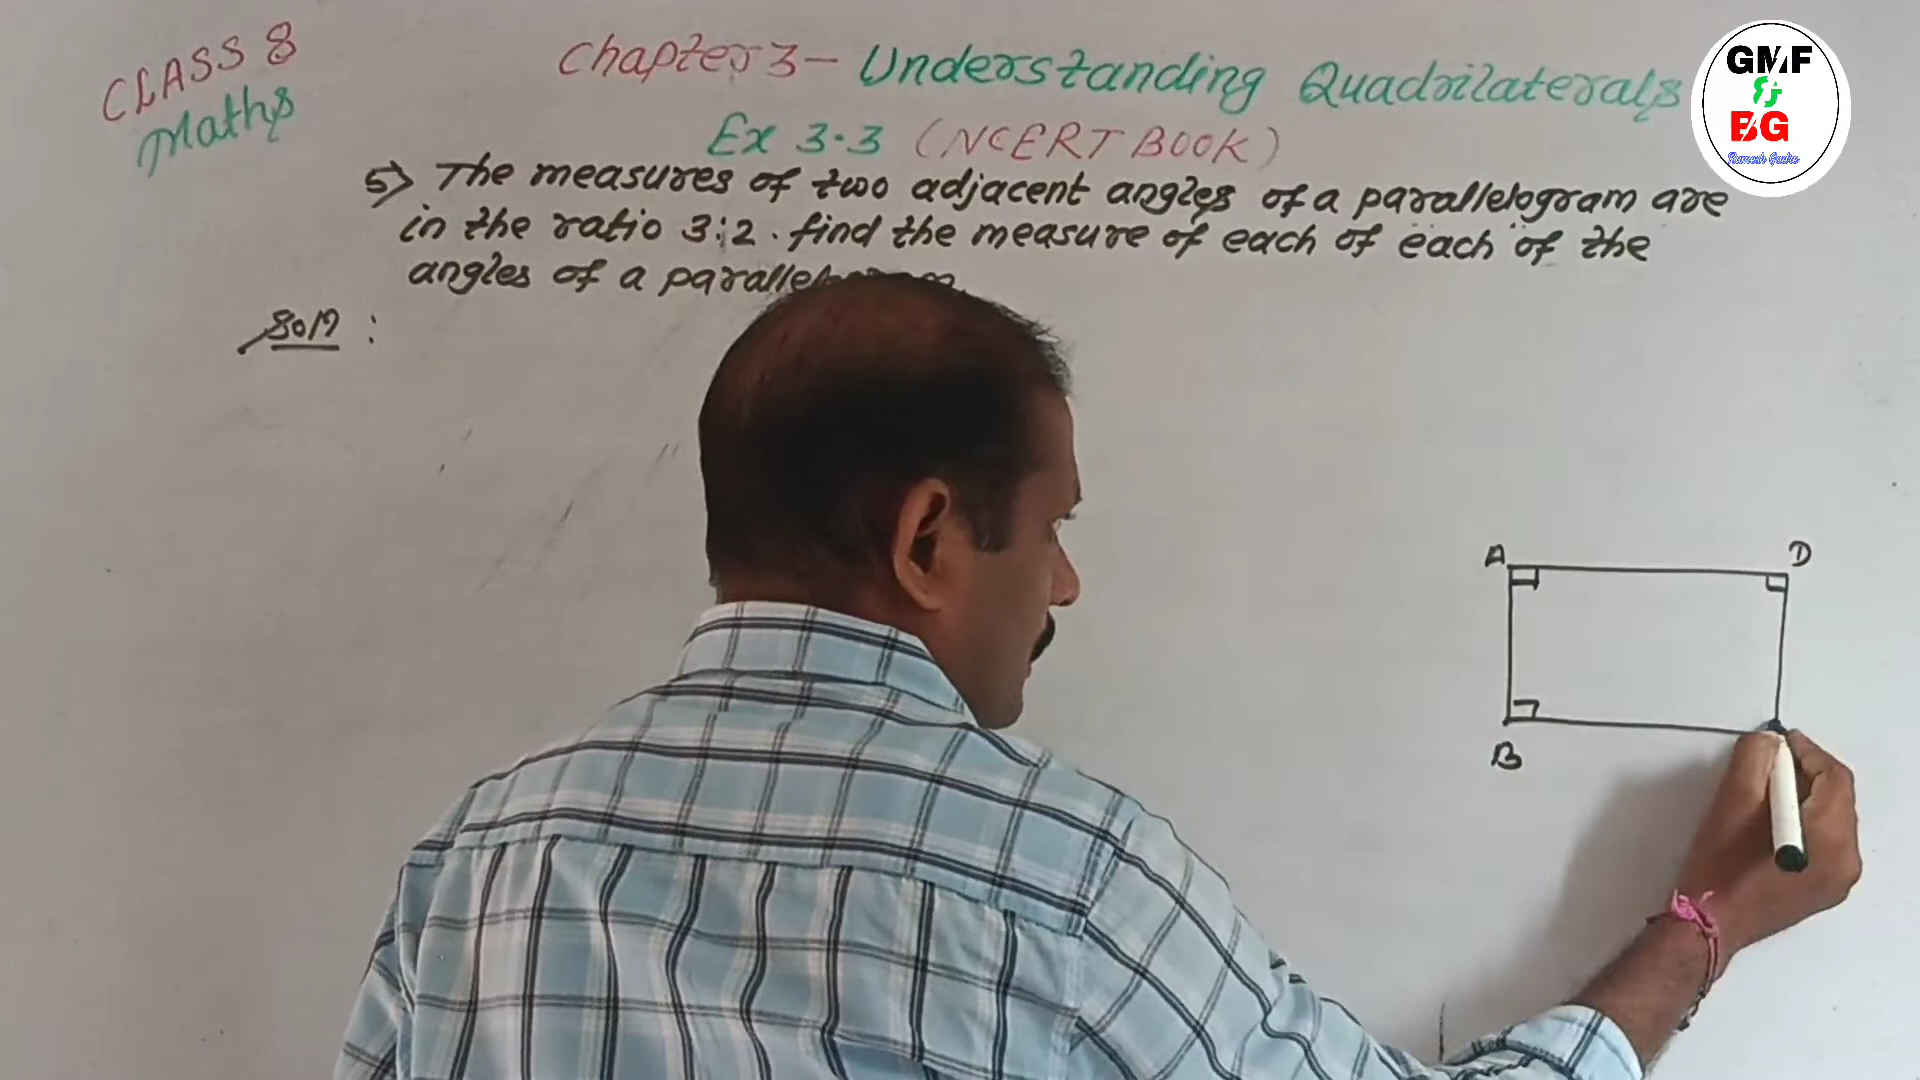 CLASS 8
Maths
Chapter 3 - Understanding Quadrilaterals
Ex 3.3 (NCERT BOOK)
5) The measures of two adjacent angles of a parallelogram are
in the ratio 3:2. find the measure of each of each of the
angles of a
Soln :
A D
B
GMF
&
BG